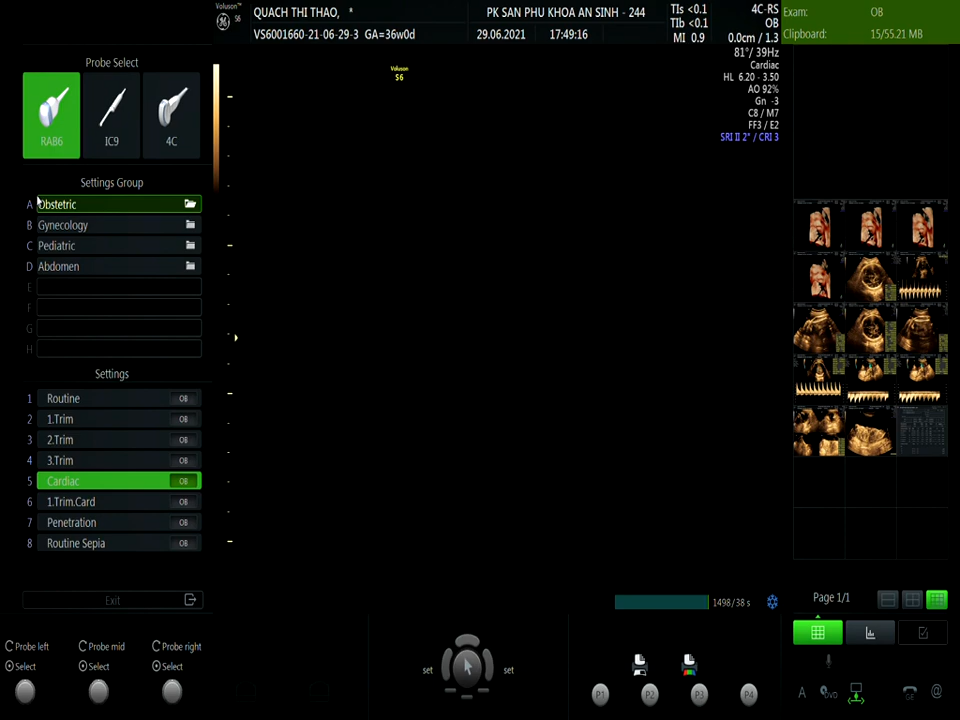 Voluson™
S6
QUACH THI THAO, *
PK SAN PHU KHOA AN SINH - 244
VS6001660-21-06-29-3 GA=36w0d
29.06.2021
17:49:16
TIs <0.1
TIb <0.1
MI 0.9
4C-RS
OB
0.0cm / 1.3
81°/ 39Hz
Cardiac
HL 6.20 - 3.50
AO 92%
Gn -3
C8 / M7
FF3 / E2
SRI II 2* / CRI 3
Exam: OB
Clipboard: 15/55.21 MB
Voluson
S6
Probe Select
RAB6
IC9
4C
Settings Group
A Obstetric
B Gynecology
C Pediatric
D Abdomen
E
F
G
H
Settings
1 Routine OB
2 1.Trim OB
3 2.Trim OB
4 3.Trim OB
5 Cardiac OB
6 1.Trim.Card OB
7 Penetration OB
8 Routine Sepia OB
Exit
Probe left
Probe mid
Probe right
Select
Select
Select
set
set
1498/38 s
Page 1/1
P1
P2
P3
P4
A
DVD
GE
@